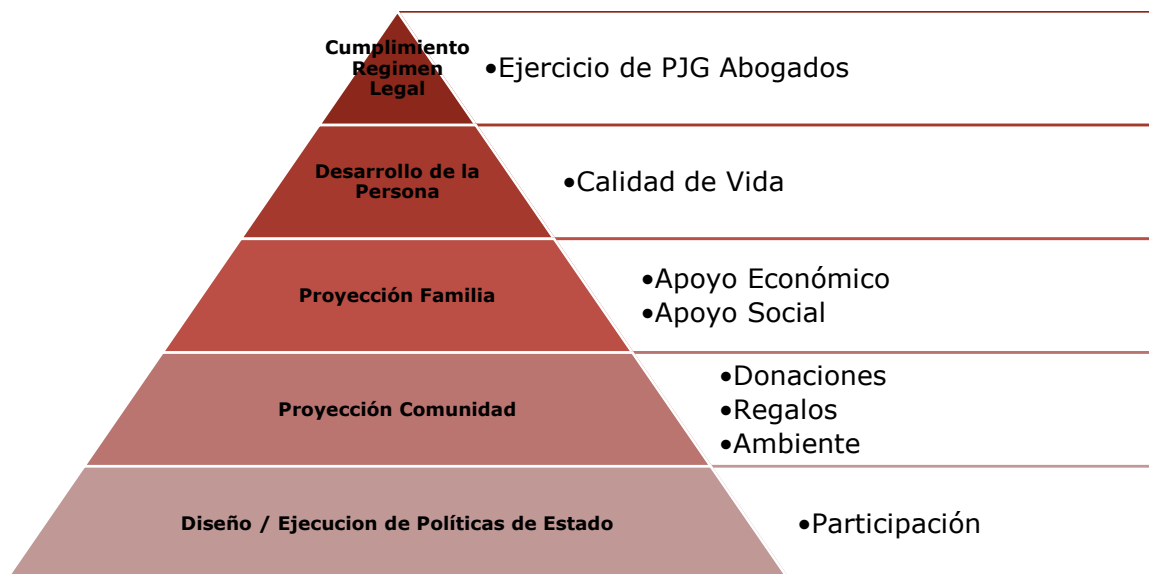 Cumplimiento
Regimen
Legal
•Ejercicio de PJG Abogados
Desarrollo de la
Persona
•Calidad de Vida
Proyección Familia
•Apoyo Económico
•Apoyo Social
Proyección Comunidad
•Donaciones
•Regalos
•Ambiente
Diseño / Ejecucion de Políticas de Estado
•Participación